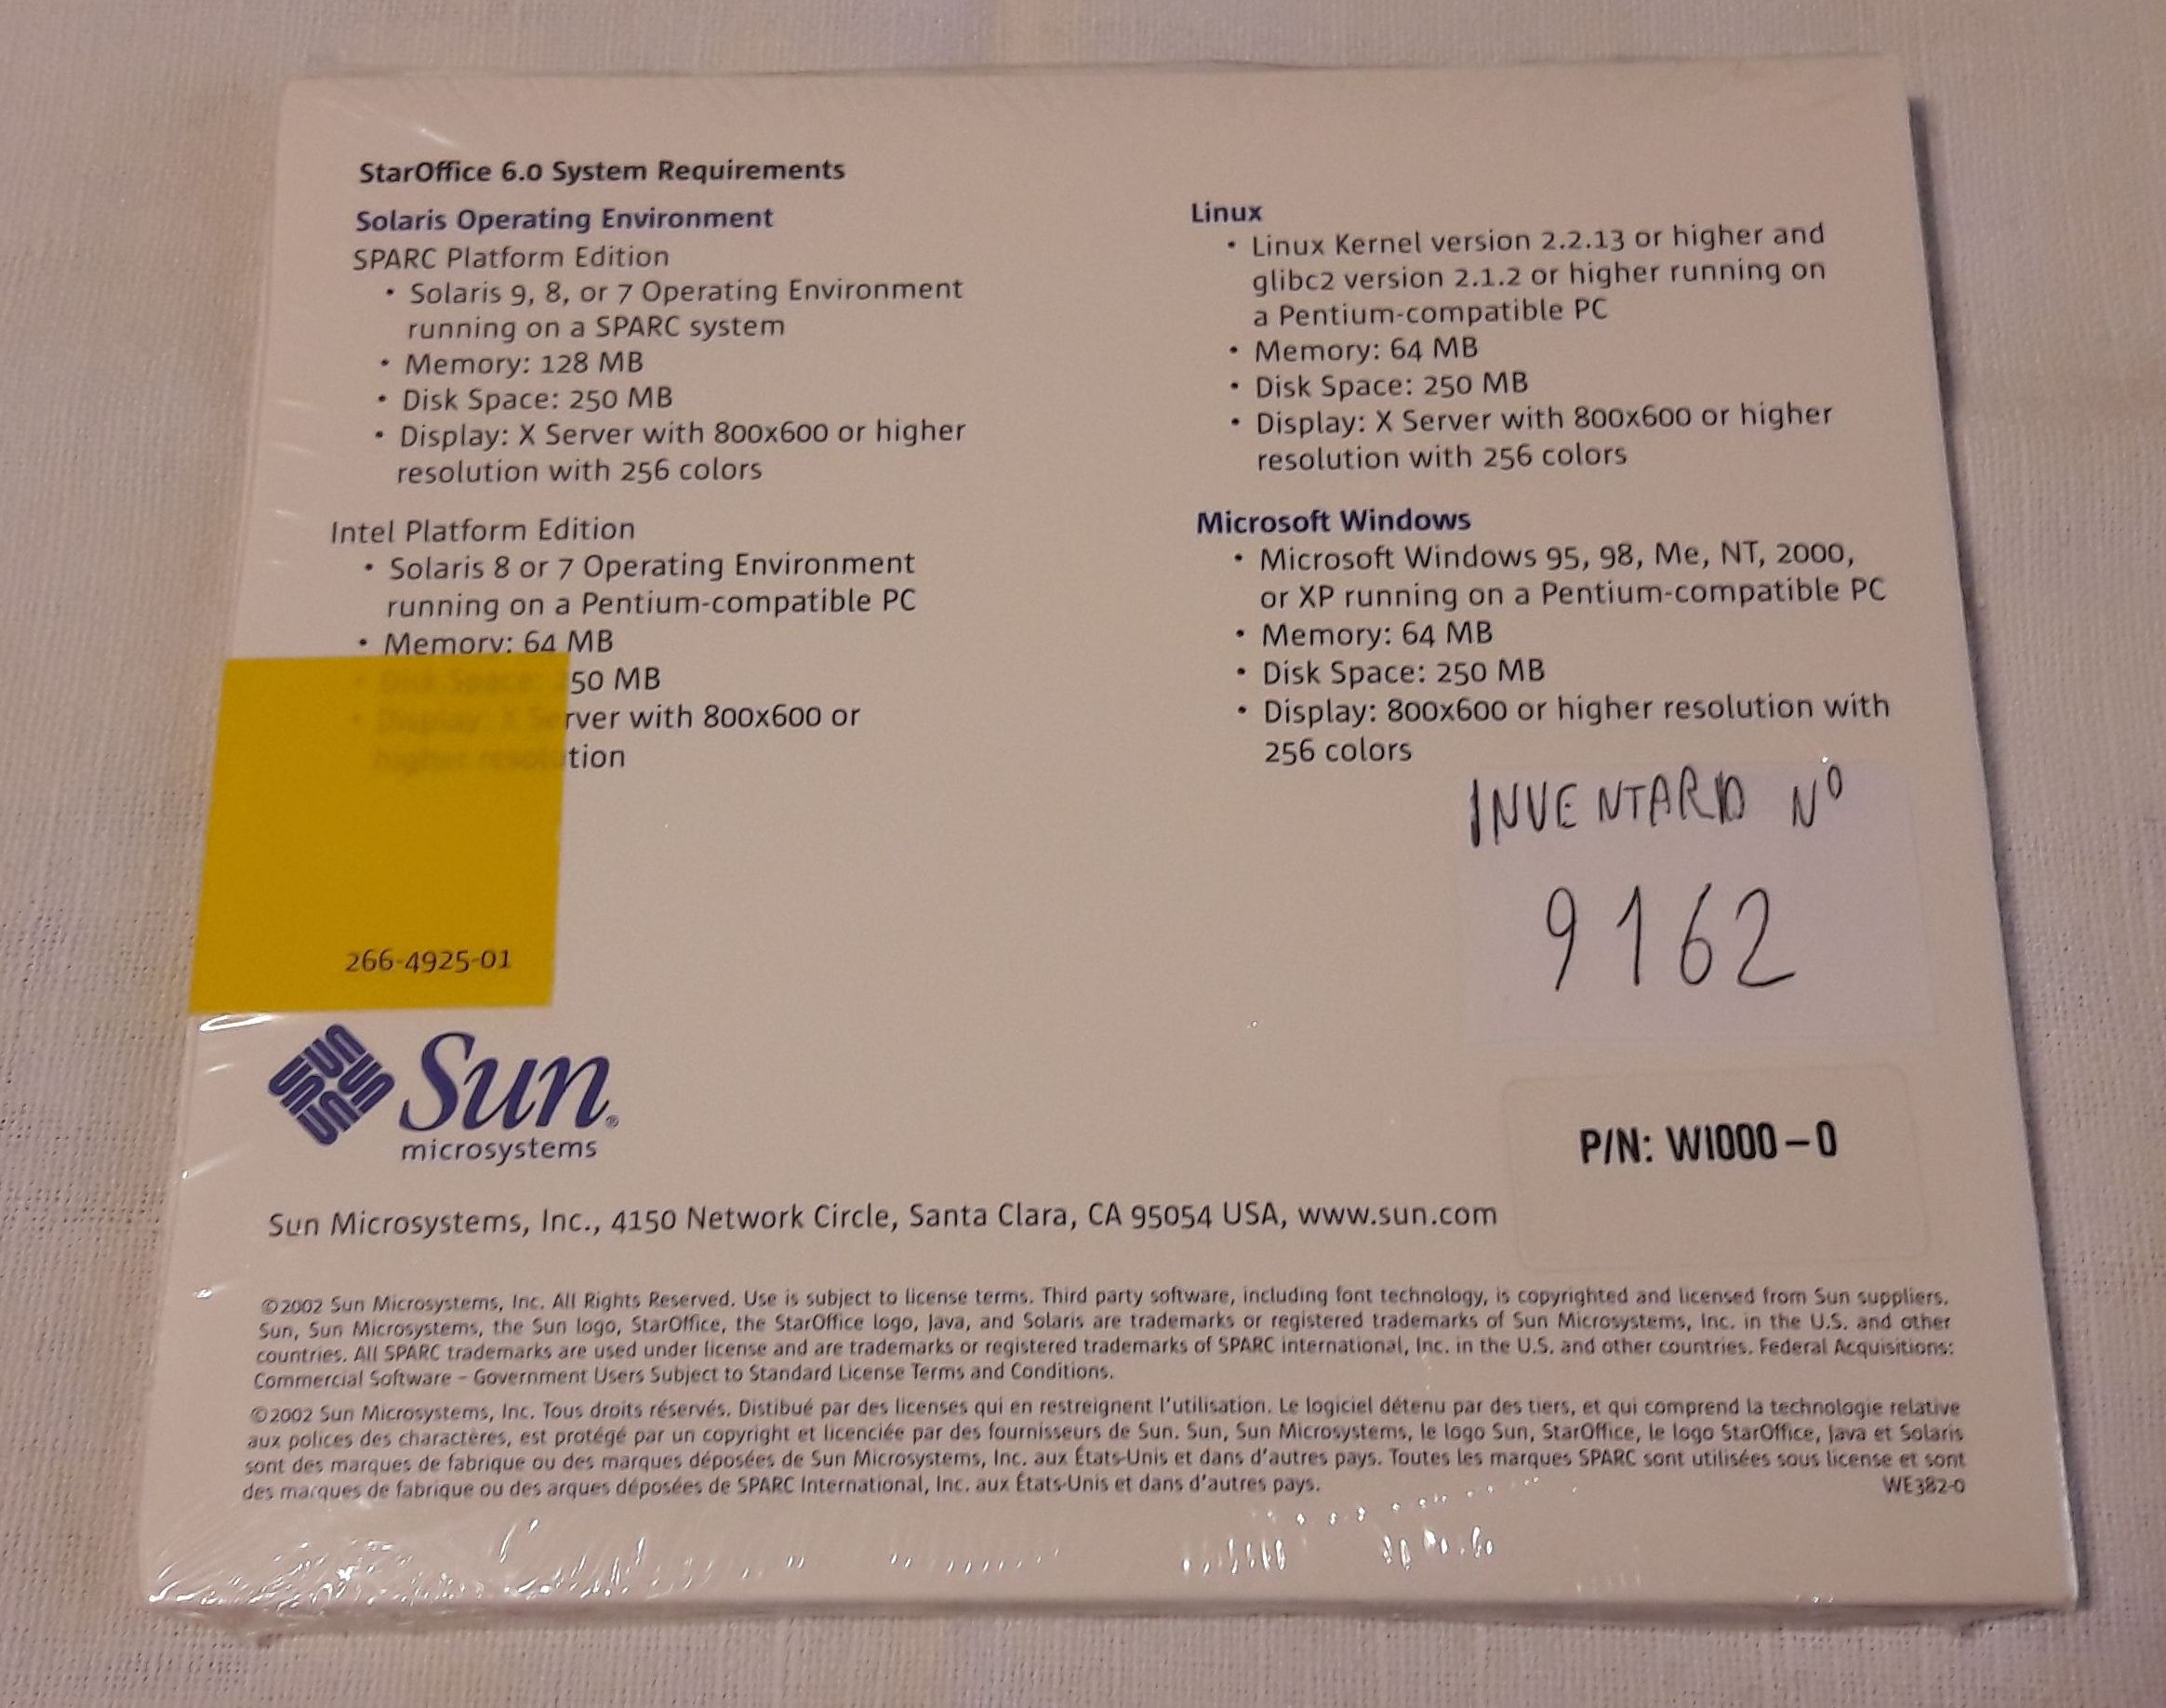 StarOffice 6.0 System Requirements
Solaris Operating Environment
SPARC Platform Edition
• Solaris 9, 8, or 7 Operating Environment
running on a SPARC system
• Memory: 128 MB
• Disk Space: 250 MB
• Display: X Server with 800x600 or higher
resolution with 256 colors
Intel Platform Edition
• Solaris 8 or 7 Operating Environment
running on a Pentium-compatible PC
• Memory: 64 MB
• Disk Space: 250 MB
• Display: X Server with 800x600 or
higher resolution
266-4925-01
Linux
• Linux Kernel version 2.2.13 or higher and
glibc2 version 2.1.2 or higher running on
a Pentium-compatible PC
• Memory: 64 MB
• Disk Space: 250 MB
• Display: X Server with 800x600 or higher
resolution with 256 colors
Microsoft Windows
• Microsoft Windows 95, 98, Me, NT, 2000,
or XP running on a Pentium-compatible PC
• Memory: 64 MB
• Disk Space: 250 MB
• Display: 800x600 or higher resolution with
256 colors
INVENTARIO Nº
9162
Sun®
microsystems
P/N: WI000-0
Sun Microsystems, Inc., 4150 Network Circle, Santa Clara, CA 95054 USA, www.sun.com
©2002 Sun Microsystems, Inc. All Rights Reserved. Use is subject to license terms. Third party software, including font technology, is copyrighted and licensed from Sun suppliers.
Sun, Sun Microsystems, the Sun logo, StarOffice, the StarOffice logo, Java, and Solaris are trademarks or registered trademarks of Sun Microsystems, Inc. in the U.S. and other
countries. All SPARC trademarks are used under license and are trademarks or registered trademarks of SPARC international, Inc. in the U.S. and other countries. Federal Acquisitions:
Commercial Software – Government Users Subject to Standard License Terms and Conditions.
©2002 Sun Microsystems, Inc. Tous droits réservés. Distibué par des licenses qui en restreignent l'utilisation. Le logiciel détenu par des tiers, et qui comprend la technologie relative
aux polices des characteres, est protégé par un copyright et licenciée par des fournisseurs de Sun. Sun, Sun Microsystems, le logo Sun, StarOffice, le logo StarOffice, Java et Solaris
sont des marques de fabrique ou des marques déposées de Sun Microsystems, Inc. aux États-Unis et dans d'autres pays. Toutes les marques SPARC sont utilisées sous license et sont
des marques de fabrique ou des arques déposées de SPARC International, Inc. aux États-Unis et dans d'autres pays.
WE382-0